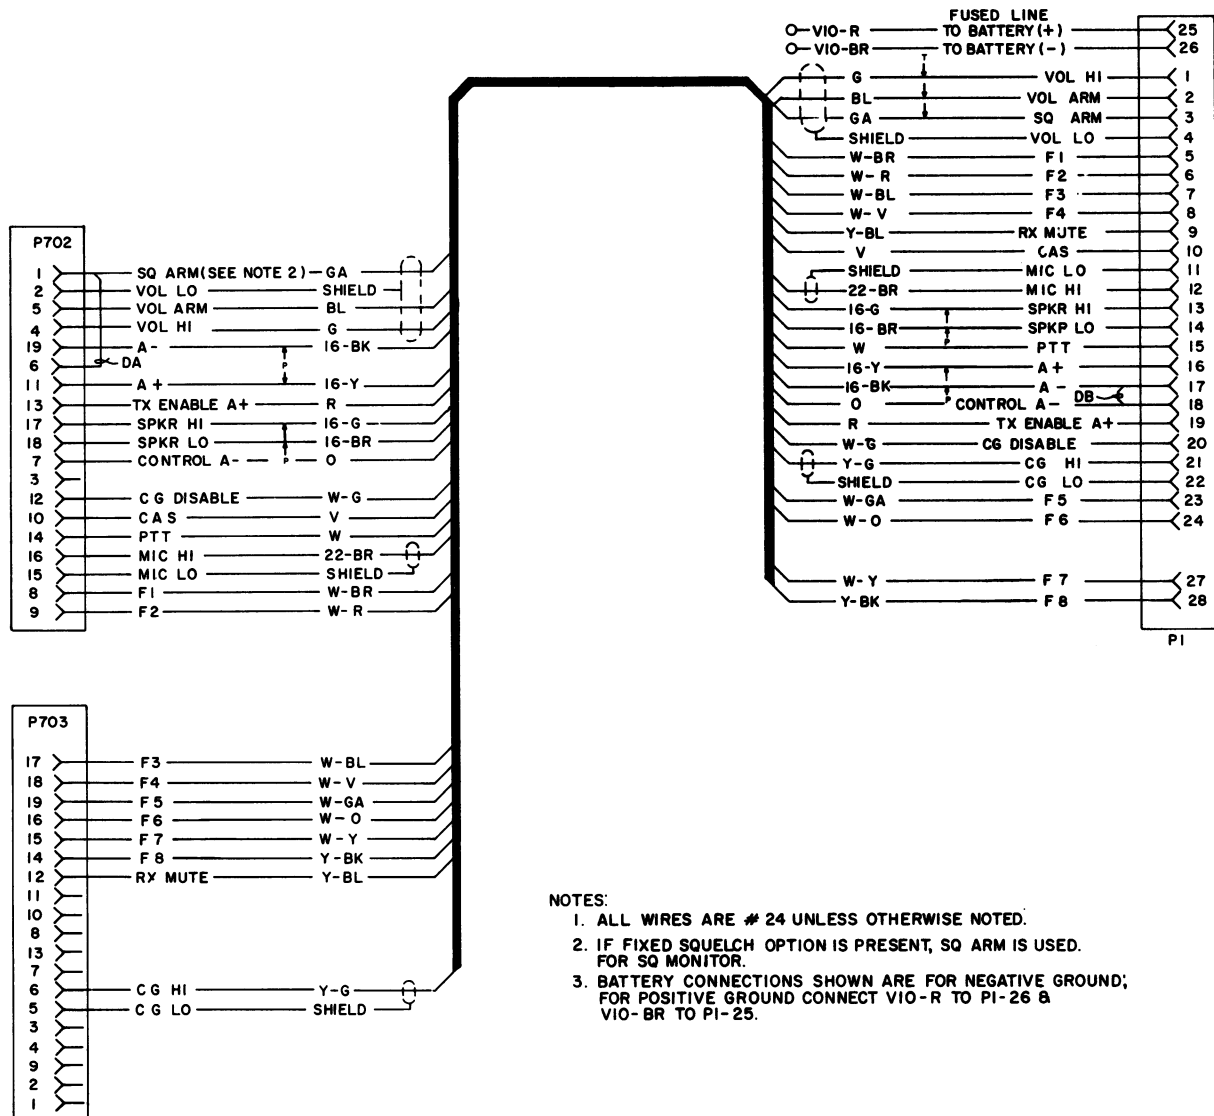 P702
1 SQ ARM(SEE NOTE 2) GA
2 VOL LO SHIELD
5 VOL ARM BL
4 VOL HI G
19 A- 16-BK
6 DA
P
11 A+ 16-Y
13 TX ENABLE A+ R
17 SPKR HI 16-G
18 SPKR LO 16-BR
7 CONTROL A- P O
3
12 CG DISABLE W-G
10 CAS V
14 PTT W
16 MIC HI 22-BR
15 MIC LO SHIELD
8 F1 W-BR
9 F2 W-R
P703
17 F3 W-BL
18 F4 W-V
19 F5 W-GA
16 F6 W-O
15 F7 W-Y
14 F8 Y-BK
12 RX MUTE Y-BL
11
10
8
13
7
6 CG HI Y-G
5 CG LO SHIELD
3
4
9
2
1
FUSED LINE
VIO-R TO BATTERY(+) 25
VIO-BR TO BATTERY(-) 26
T
G VOL HI 1
BL VOL ARM 2
GA SQ ARM 3
SHIELD VOL LO 4
W-BR F1 5
W-R F2 6
W-BL F3 7
W-V F4 8
Y-BL RX MUTE 9
V CAS 10
SHIELD MIC LO 11
22-BR MIC HI 12
16-G SPKR HI 13
16-BR SPKP LO 14
W P PTT 15
16-Y A+ 16
16-BK A- 17
O P CONTROL A- DB 18
R TX ENABLE A+ 19
W-G CG DISABLE 20
Y-G CG HI 21
SHIELD CG LO 22
W-GA F5 23
W-O F6 24
W-Y F7 27
Y-BK F8 28
P1
NOTES:
1. ALL WIRES ARE # 24 UNLESS OTHERWISE NOTED.
2. IF FIXED SQUELCH OPTION IS PRESENT, SQ ARM IS USED.
FOR SQ MONITOR.
3. BATTERY CONNECTIONS SHOWN ARE FOR NEGATIVE GROUND;
FOR POSITIVE GROUND CONNECT VIO-R TO P1-26 &
VIO-BR TO P1-25.